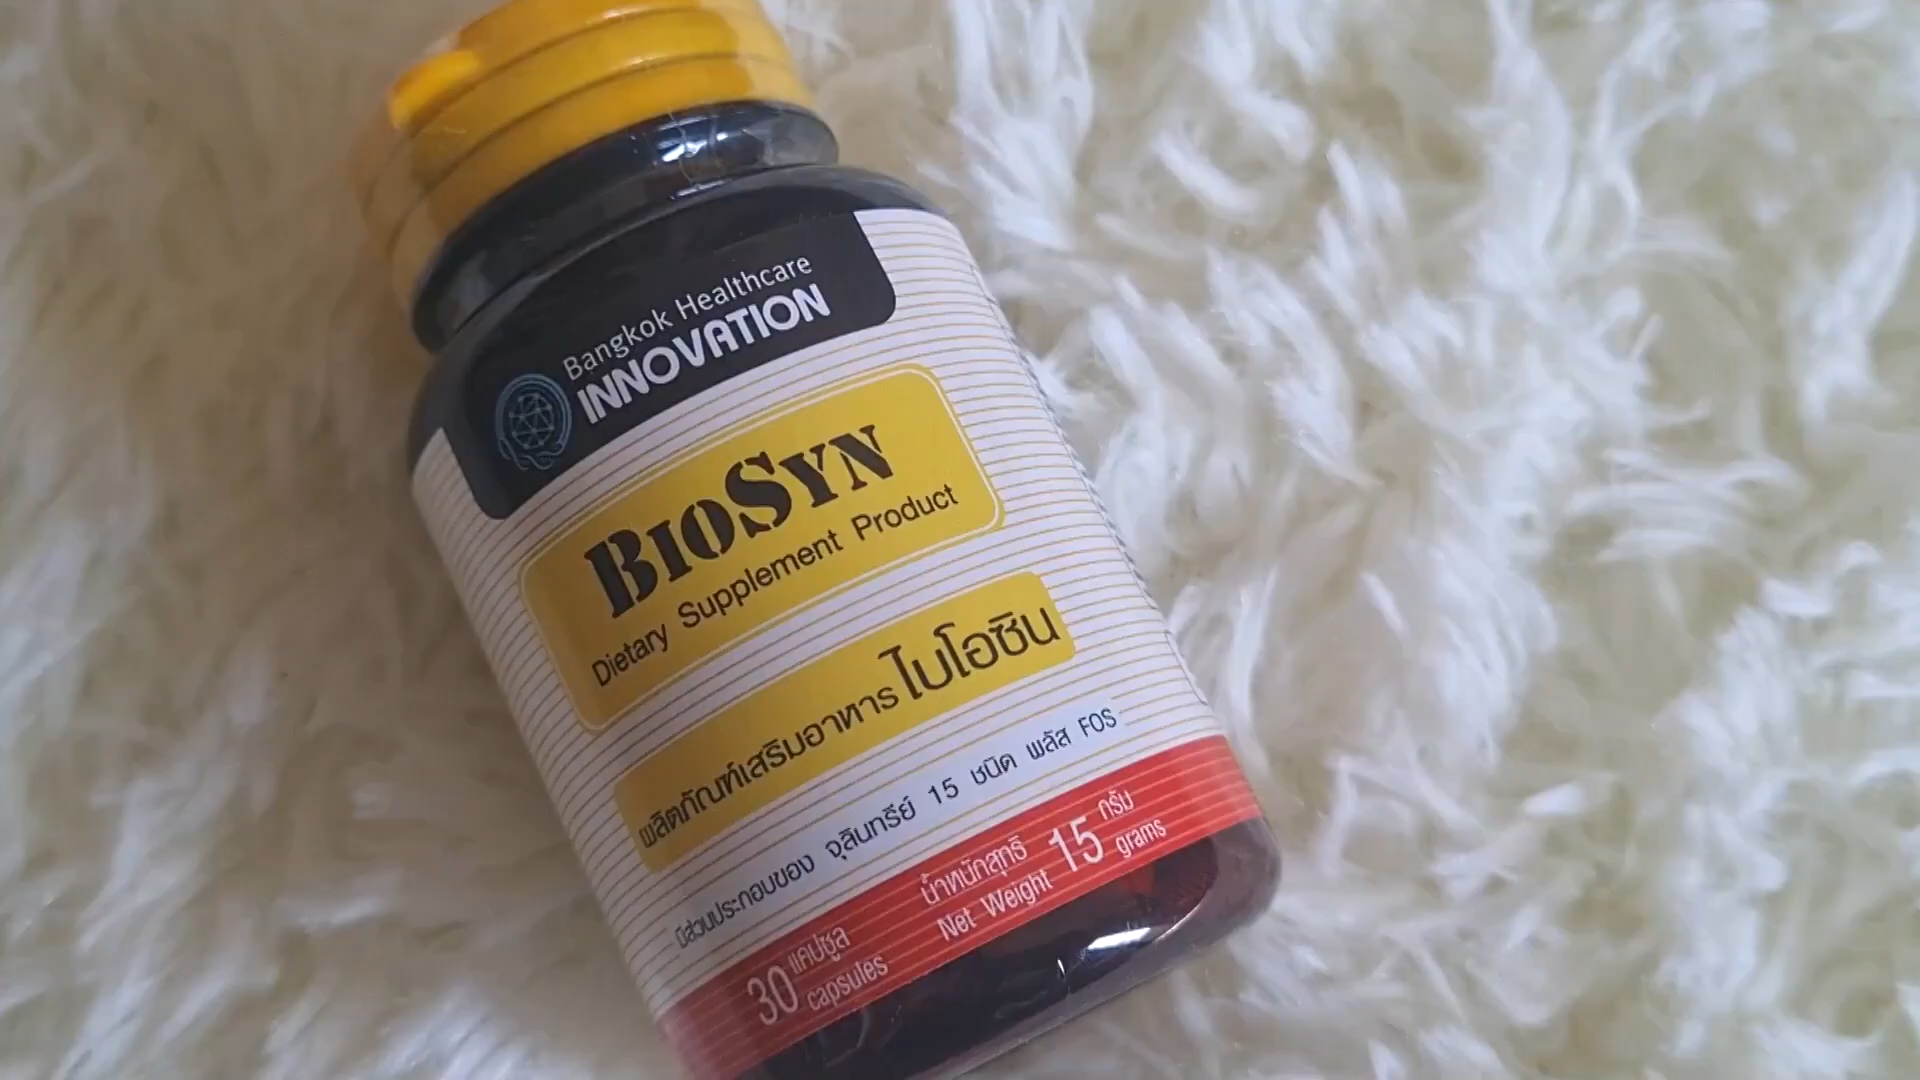 Bangkok Healthcare
INNOVATION
BIOSYN
Dietary Supplement Product
ผลิตภัณฑ์เสริมอาหาร ไบโอซิน
มีส่วนประกอบของ จุลินทรีย์ 15 ชนิด พลัส FOS
30 แคปซูล capsules
น้ำหนักสุทธิ Net Weight 15 กรัม grams